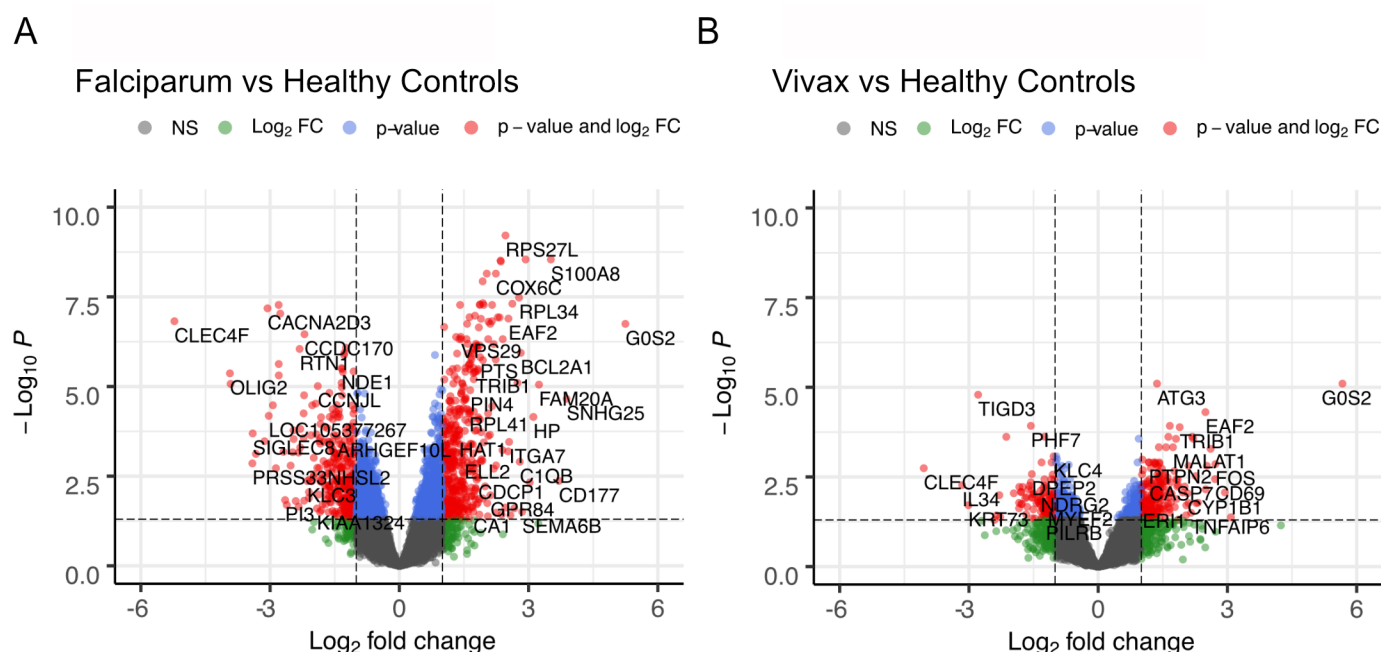 A
Falciparum vs Healthy Controls
NS Log2 FC p-value p - value and log2 FC
10.0
RPS27L
S100A8
COX6C
7.5
RPL34
CACNA2D3
CLEC4F
EAF2
G0S2
CCDC170
VPS29
RTN1
BCL2A1
PTS
5.0
OLIG2
NDE1
TRIB1
FAM20A
CCNJL
PIN4
SNHG25
LOC105377267
RPL41
HP
SIGLEC8
ARHGEF10L
HAT1
ITGA7
2.5
PRSS33
NHSL2
ELL2
C1QB
KLC3
CDCP1
CD177
PI3
KIAA1324
GPR84
CA1
SEMA6B
0.0
-6 -3 0 3 6
−Log10 P
Log2 fold change
B
Vivax vs Healthy Controls
NS Log2 FC p-value p - value and log2 FC
10.0
7.5
5.0
TIGD3
ATG3
G0S2
PHF7
EAF2
TRIB1
MALAT1
2.5
CLEC4F
KLC4
PTPN2
FOS
IL34
DPEP2
CASP7
CD69
NDRG2
CYP1B1
KRT73
MYEF2
ERI1
TNFAIP6
PILRB
0.0
-6 -3 0 3 6
−Log10 P
Log2 fold change